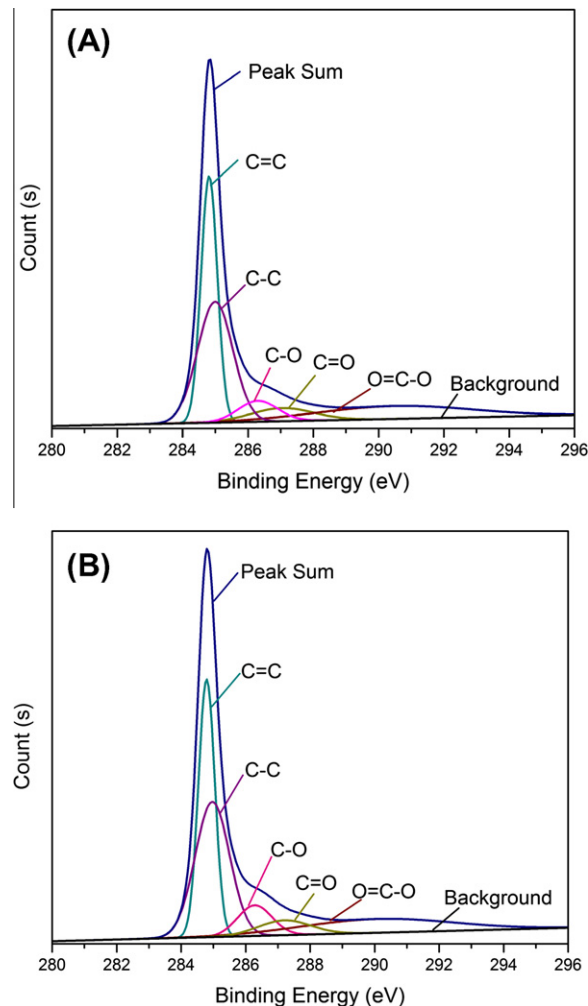 (A)
Peak Sum
C=C
C-C
C-O
C=O
O=C-O
Background
Count (s)
280 282 284 286 288 290 292 294 296
Binding Energy (eV)
(B)
Peak Sum
C=C
C-C
C-O
C=O
O=C-O
Background
Count (s)
280 282 284 286 288 290 292 294 296
Binding Energy (eV)